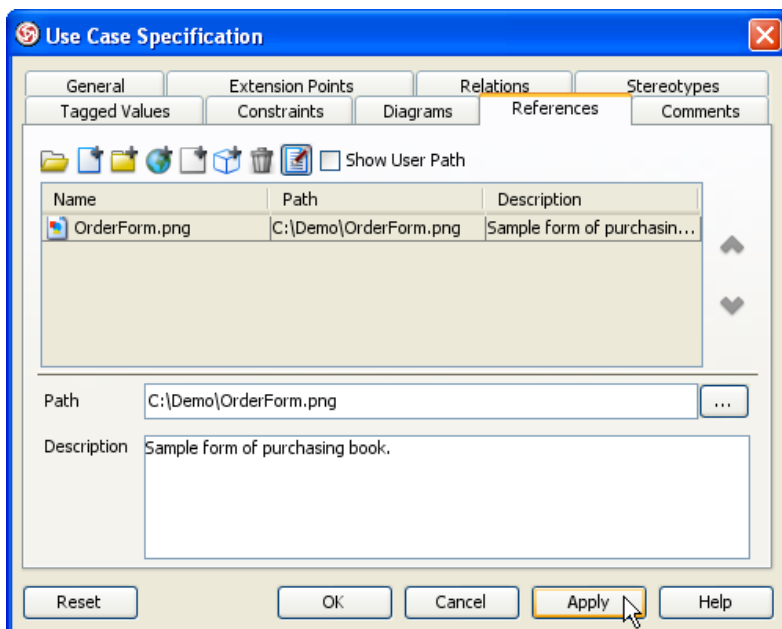 Use Case Specification
General Extension Points Relations Stereotypes
Tagged Values Constraints Diagrams References Comments
Show User Path
Name Path Description
OrderForm.png C:\Demo\OrderForm.png Sample form of purchasin...
Path C:\Demo\OrderForm.png ...
Description Sample form of purchasing book.
Reset OK Cancel Apply Help